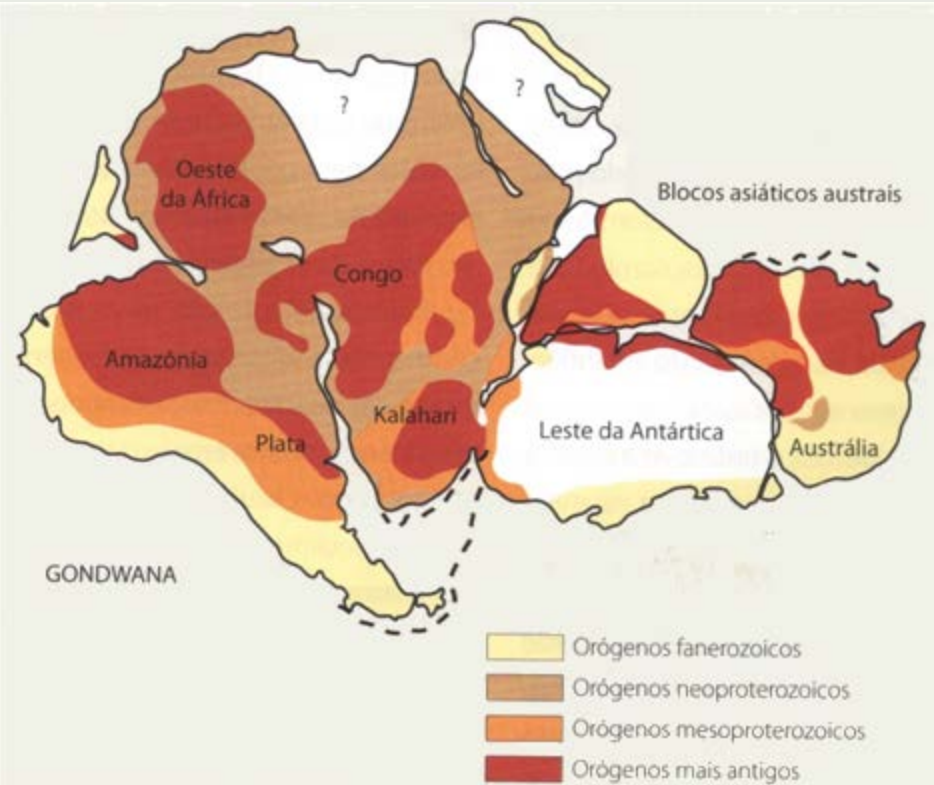 ?
?
Oeste
da África
Blocos asiáticos austrais
Congo
Amazônia
Kalahari
Plata
Leste da Antártica
Austrália
GONDWANA
Orógenos fanerozoicos
Orógenos neoproterozoicos
Orógenos mesoproterozoicos
Orógenos mais antigos